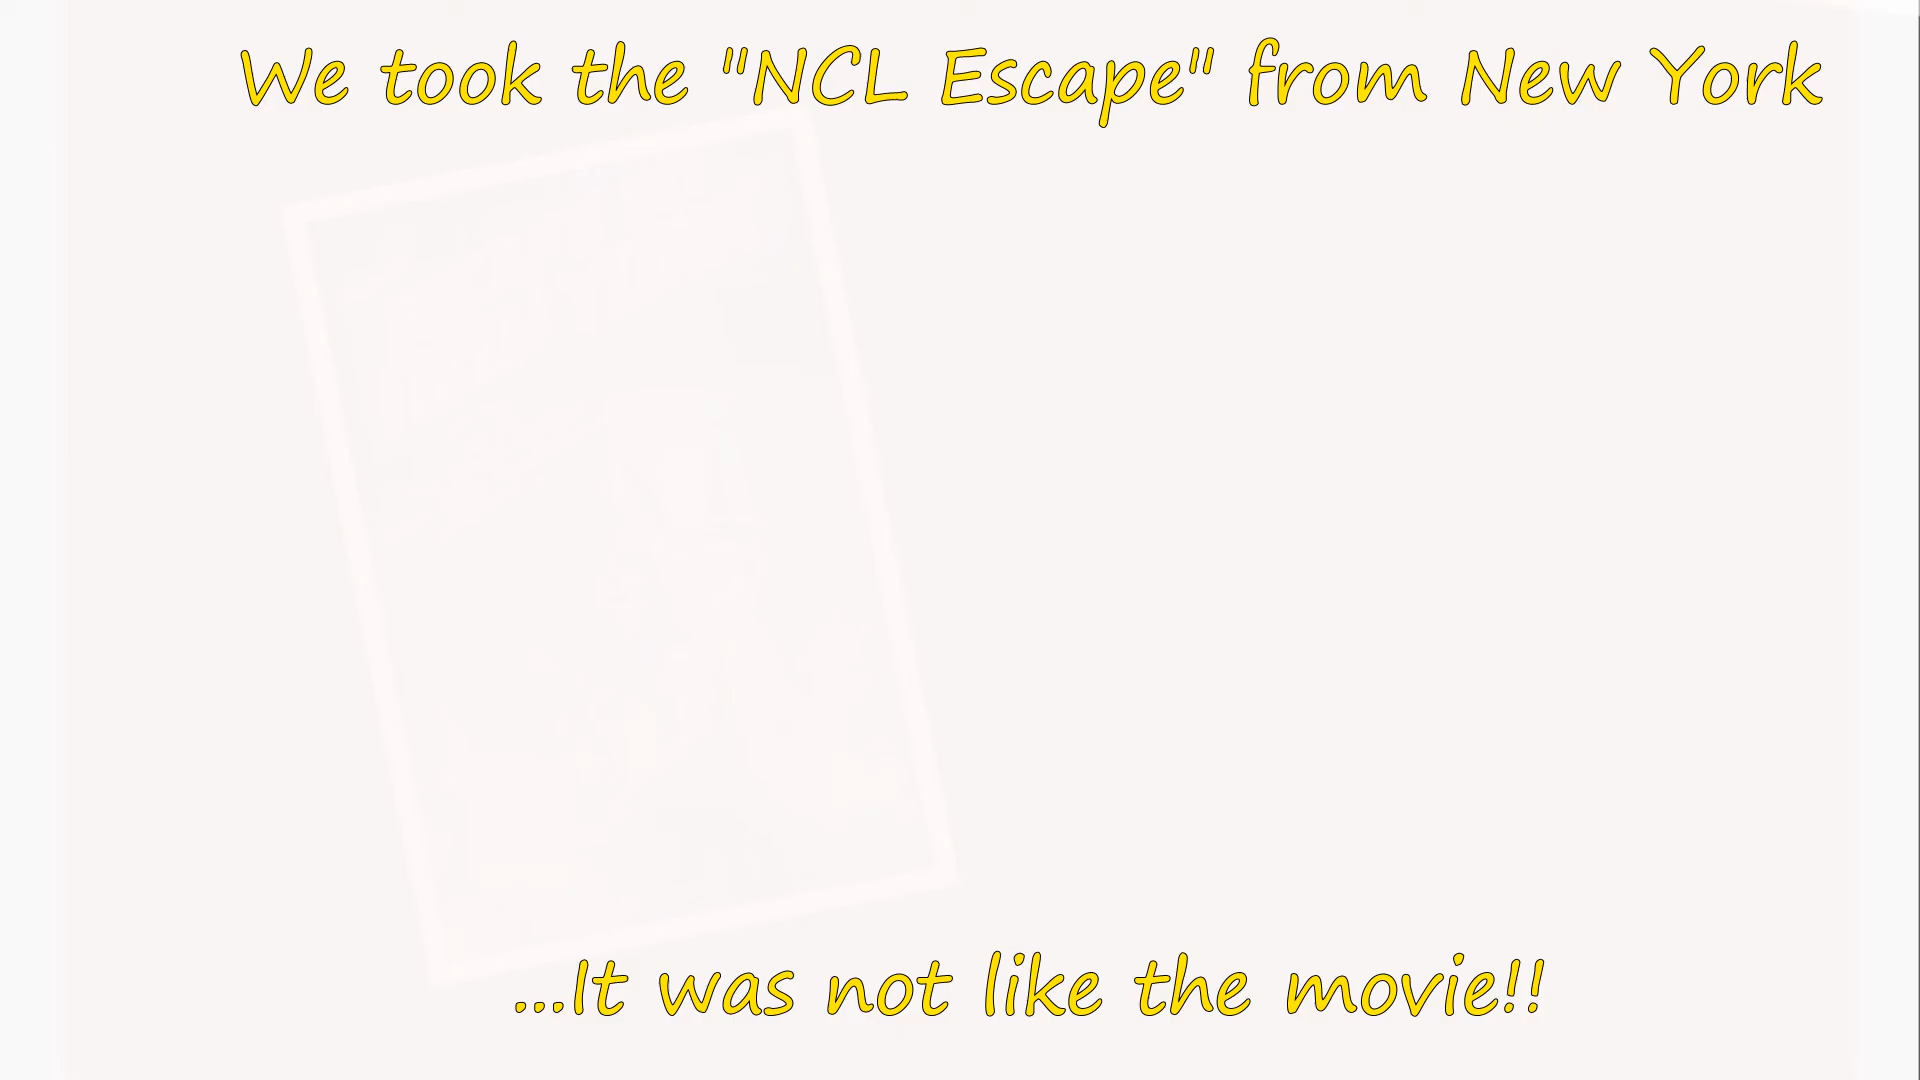 We took the "NCL Escape" from New York
...It was not like the movie!!